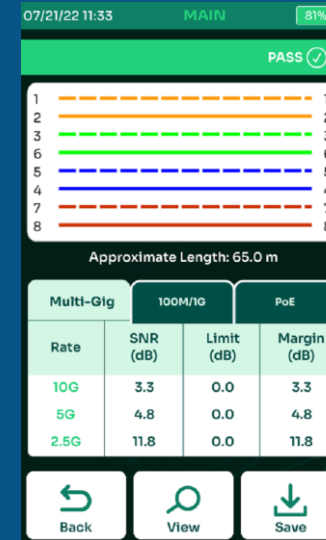 07/21/22 11:33 MAIN 81%
PASS
1 1
2
3
6
5
4
7
8
Approximate Length: 65.0 m
Multi-Gig 100M/1G PoE
Rate SNR (dB) Limit (dB) Margin (dB)
10G 3.3 0.0 3.3
5G 4.8 0.0 4.8
2.5G 11.8 0.0 11.8
Back View Save